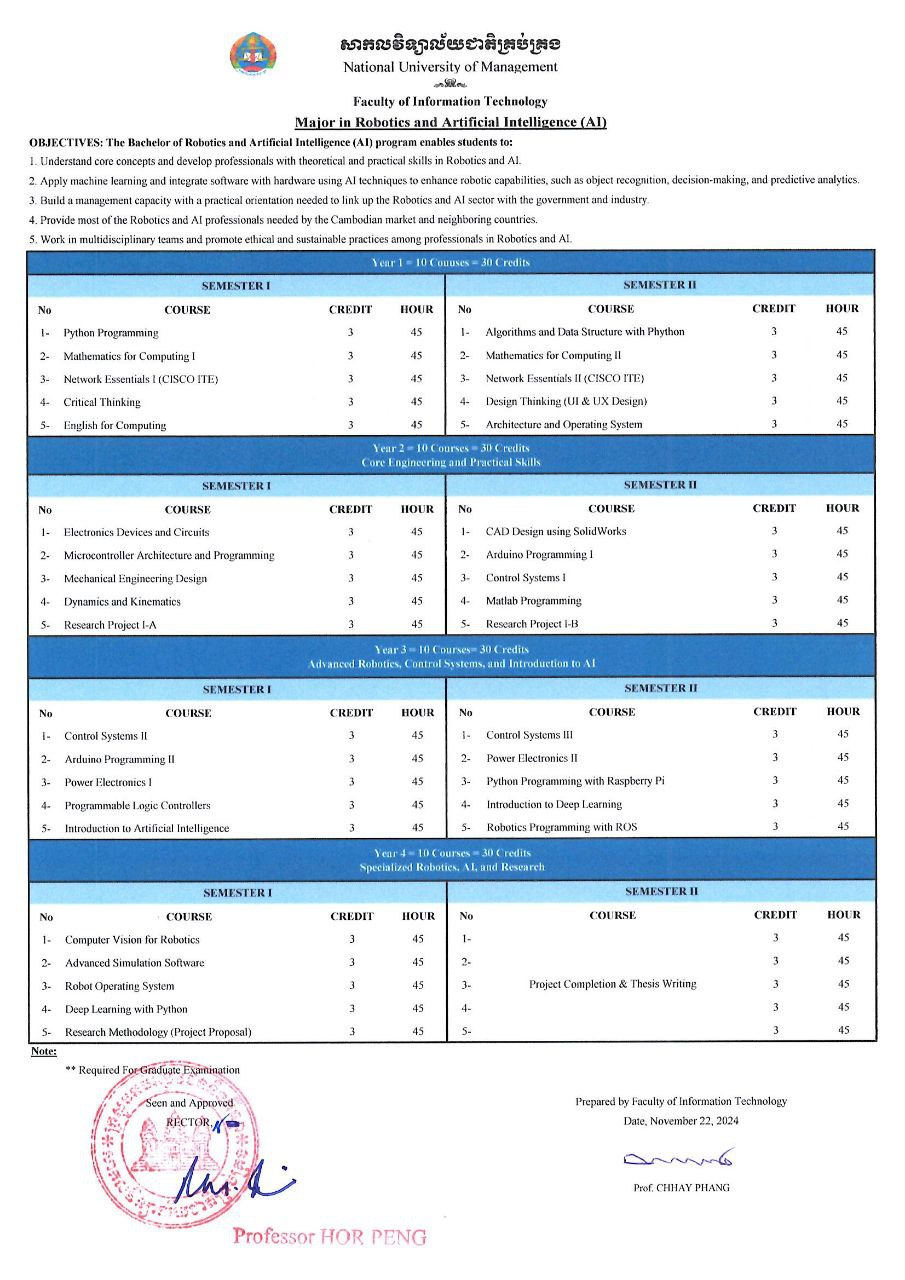 សាកលវិទ្យាល័យជាតិគ្រប់គ្រង
National University of Management
Faculty of Information Technology
Major in Robotics and Artificial Intelligence (AI)
OBJECTIVES: The Bachelor of Robotics and Artificial Intelligence (AI) program enables students to:
1. Understand core concepts and develop professionals with theoretical and practical skills in Robotics and AI.
2. Apply machine learning and integrate software with hardware using AI techniques to enhance robotic capabilities, such as object recognition, decision-making, and predictive analytics.
3. Build a management capacity with a practical orientation needed to link up the Robotics and AI sector with the government and industry.
4. Provide most of the Robotics and AI professionals needed by the Cambodian market and neighboring countries.
5. Work in multidisciplinary teams and promote ethical and sustainable practices among professionals in Robotics and AI.
Year 1 = 10 Couuses = 30 Credits
SEMESTER I
No COURSE CREDIT HOUR
1- Python Programming 3 45
2- Mathematics for Computing I 3 45
3- Network Essentials I (CISCO ITE) 3 45
4- Critical Thinking 3 45
5- English for Computing 3 45
SEMESTER II
No COURSE CREDIT HOUR
1- Algorithms and Data Structure with Phython 3 45
2- Mathematics for Computing II 3 45
3- Network Essentials II (CISCO ITE) 3 45
4- Design Thinking (UI & UX Design) 3 45
5- Architecture and Operating System 3 45
Year 2 = 10 Courses = 30 Credits
Core Engineering and Practical Skills
SEMESTER I
No COURSE CREDIT HOUR
1- Electronics Devices and Circuits 3 45
2- Microcontroller Architecture and Programming 3 45
3- Mechanical Engineering Design 3 45
4- Dynamics and Kinematics 3 45
5- Research Project I-A 3 45
SEMESTER II
No COURSE CREDIT HOUR
1- CAD Design using SolidWorks 3 45
2- Arduino Programming I 3 45
3- Control Systems I 3 45
4- Matlab Programming 3 45
5- Research Project I-B 3 45
Year 3 = 10 Courses= 30 Credits
Advanced Robotics, Control Systems, and Introduction to AI
SEMESTER I
No COURSE CREDIT HOUR
1- Control Systems II 3 45
2- Arduino Programming II 3 45
3- Power Electronics I 3 45
4- Programmable Logic Controllers 3 45
5- Introduction to Artificial Intelligence 3 45
SEMESTER II
No COURSE CREDIT HOUR
1- Control Systems III 3 45
2- Power Electronics II 3 45
3- Python Programming with Raspberry Pi 3 45
4- Introduction to Deep Learning 3 45
5- Robotics Programming with ROS 3 45
Year 4 = 10 Courses = 30 Credits
Specialized Robotics, AI, and Research
SEMESTER I
No COURSE CREDIT HOUR
1- Computer Vision for Robotics 3 45
2- Advanced Simulation Software 3 45
3- Robot Operating System 3 45
4- Deep Learning with Python 3 45
5- Research Methodology (Project Proposal) 3 45
SEMESTER II
No COURSE CREDIT HOUR
1- 3 45
2- 3 45
3- Project Completion & Thesis Writing 3 45
4- 3 45
5- 3 45
Note:
** Required For Graduate Examination
Seen and Approved
RECTOR
Professor HOR PENG
Prepared by Faculty of Information Technology
Date, November 22, 2024
Prof. CHHAY PHANG